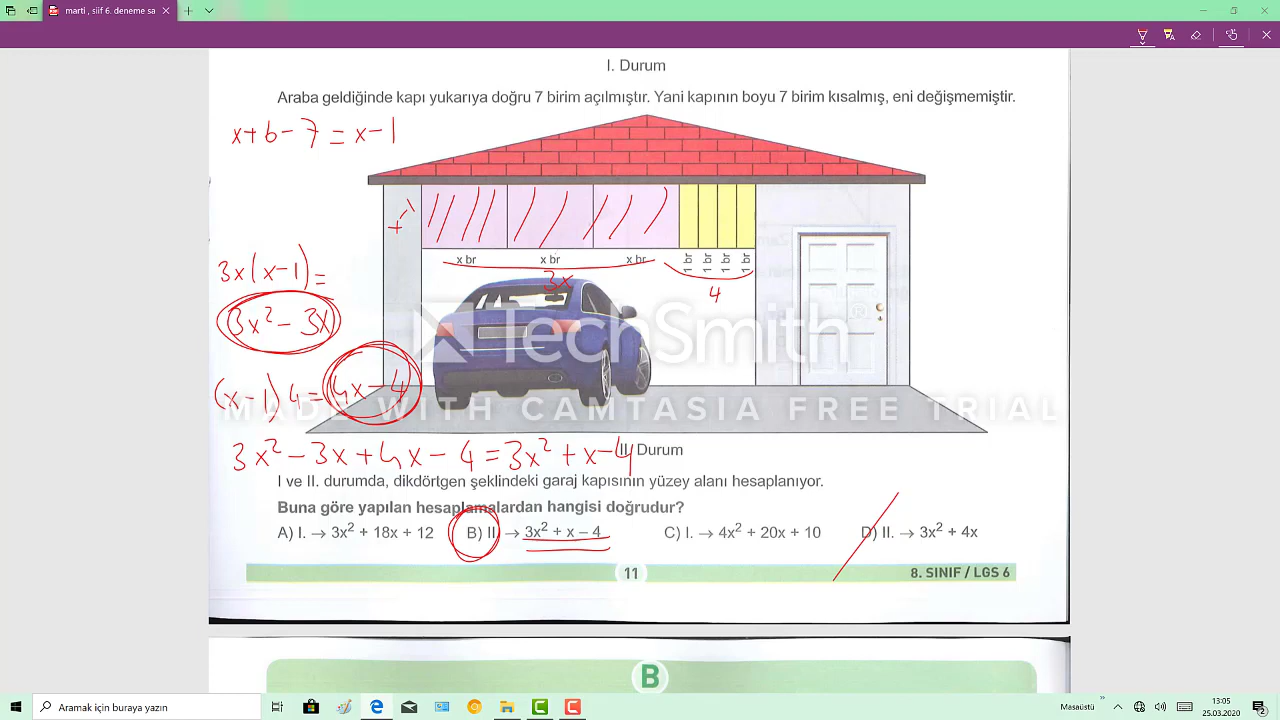 marti , siif 6. deneme sa
I. Durum
Araba geldiğinde kapı yukarıya doğru 7 birim açılmıştır. Yani kapının boyu 7 birim kısalmış, eni değişmemiştir.
x+6-7=x-1
x-1
3x(x-1)=
3x²-3x
x br x br x br 1 br 1 br 1 br 1 br
3x 4
(x-1)4=4x-4
TechSmith
MADE WITH CAMTASIA FREE TRIAL
3x²-3x+4x-4=3x²+x-4
II. Durum
I ve II. durumda, dikdörtgen şeklindeki garaj kapısının yüzey alanı hesaplanıyor.
Buna göre yapılan hesaplamalardan hangisi doğrudur?
A) I. → 3x² + 18x + 12 B) II. → 3x² + x – 4 C) I. → 4x² + 20x + 10 D) II. → 3x² + 4x
11 8. SINIF / LGS 6
B
Aramak için buraya yazın
Masaüstü
13:05
25.03.2020